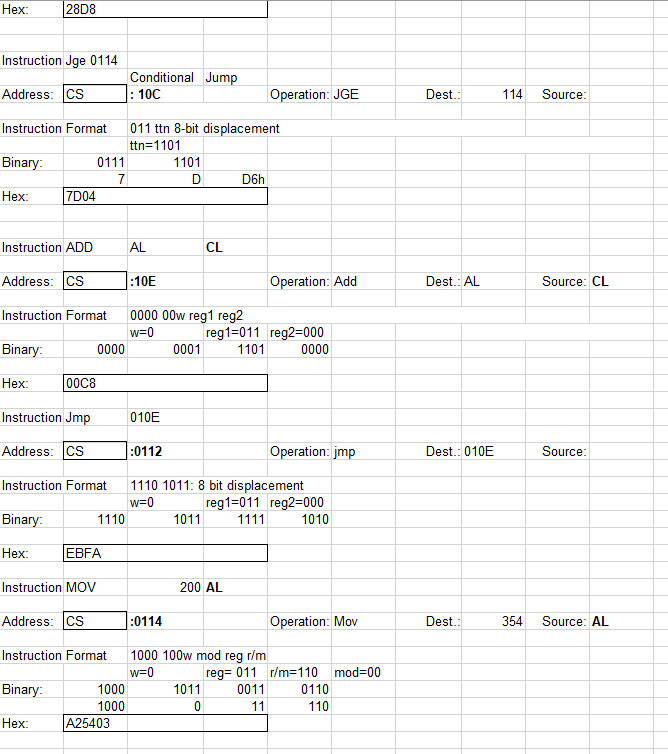 Hex: 28D8
Instruction Jge 0114
Conditional Jump
Address: CS : 10C Operation: JGE Dest.: 114 Source:
Instruction Format 011 ttn 8-bit displacement
ttn=1101
Binary: 0111 1101
7 D D6h
Hex: 7D04
Instruction ADD AL CL
Address: CS :10E Operation: Add Dest.: AL Source: CL
Instruction Format 0000 00w reg1 reg2
w=0 reg1=011 reg2=000
Binary: 0000 0001 1101 0000
Hex: 00C8
Instruction Jmp 010E
Address: CS :0112 Operation: jmp Dest.: 010E Source:
Instruction Format 1110 1011: 8 bit displacement
w=0 reg1=011 reg2=000
Binary: 1110 1011 1111 1010
Hex: EBFA
Instruction MOV 200 AL
Address: CS :0114 Operation: Mov Dest.: 354 Source: AL
Instruction Format 1000 100w mod reg r/m
w=0 reg= 011 r/m=110 mod=00
Binary: 1000 1011 0011 0110
1000 0 11 110
Hex: A25403